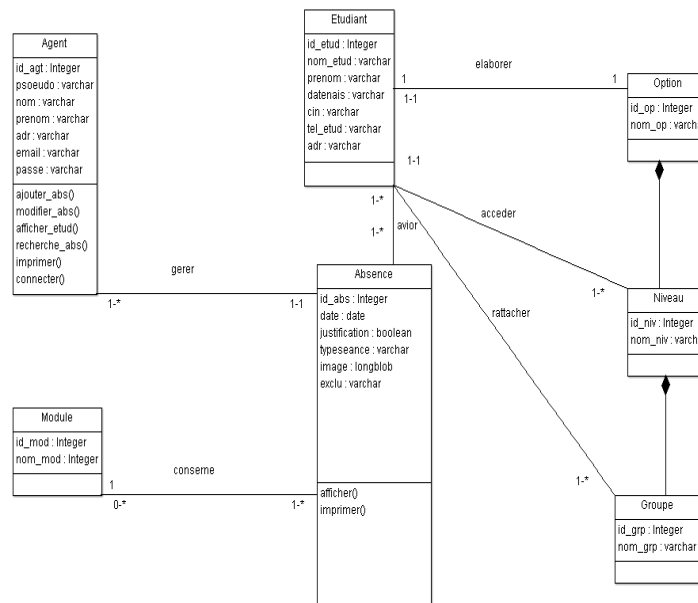 Agent
id_agt : Integer
psoeudo : varchar
nom : varchar
prenom : varchar
adr : varchar
email : varchar
passe : varchar
ajouter_abs()
modifier_abs()
afficher_etud()
recherche_abs()
imprimer()
connecter()
Etudiant
id_etud : Integer
nom_etud : varchar
prenom : varchar
datenais : varchar
cin : varchar
tel_etud : varchar
adr : varchar
elaborer
1
1
1-1
Option
id_op : Integer
nom_op : varch
1-1
1-*
1-*
avior
acceder
1-*
gerer
1-*
1-1
Absence
id_abs : Integer
date : date
justification : boolean
typeseance : varchar
image : longblob
exclu : varchar
afficher()
imprimer()
Niveau
id_niv : Integer
nom_niv : varch
rattacher
1-*
Module
id_mod : Integer
nom_mod : Integer
conserne
1
0-*
1-*
Groupe
id_grp : Integer
nom_grp : varchar